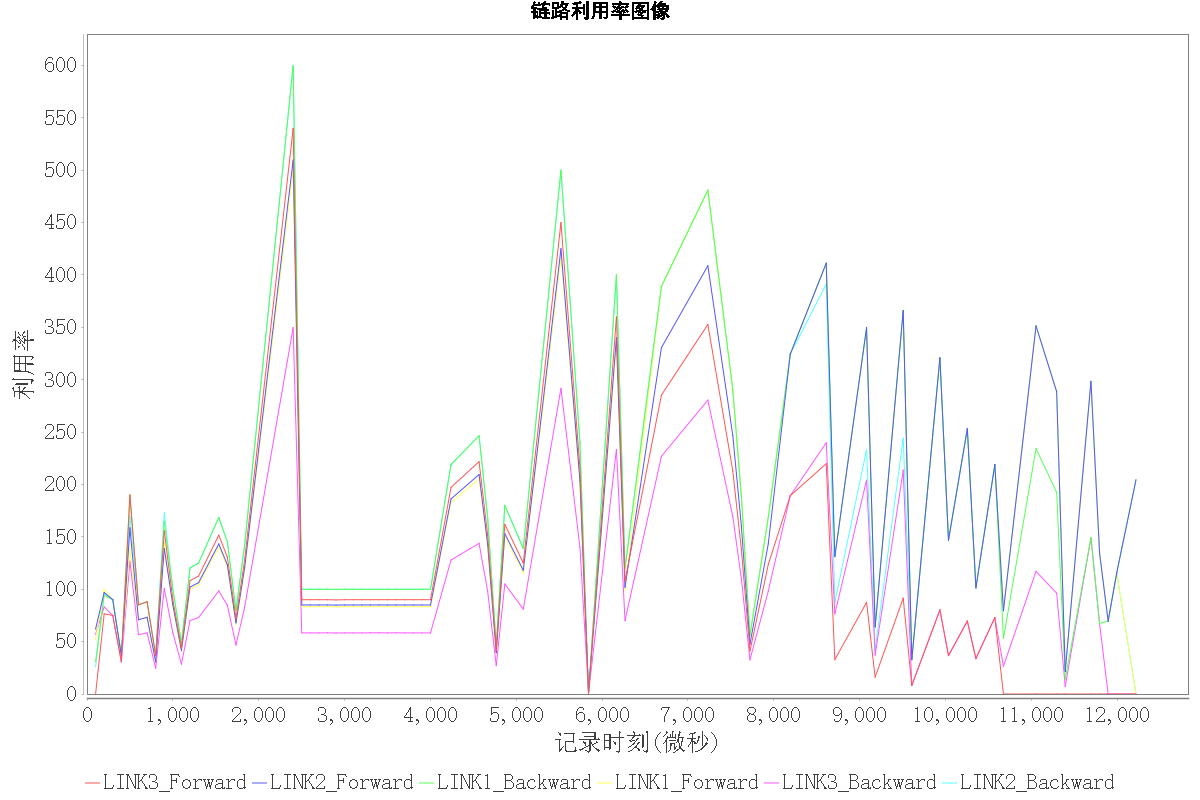 链路利用率图像
600
550
500
450
400
350
300
250
200
150
100
50
0
利用率
0 1,000 2,000 3,000 4,000 5,000 6,000 7,000 8,000 9,000 10,000 11,000 12,000
记录时刻(微秒)
LINK3_Forward LINK2_Forward LINK1_Backward LINK1_Forward LINK3_Backward LINK2_Backward